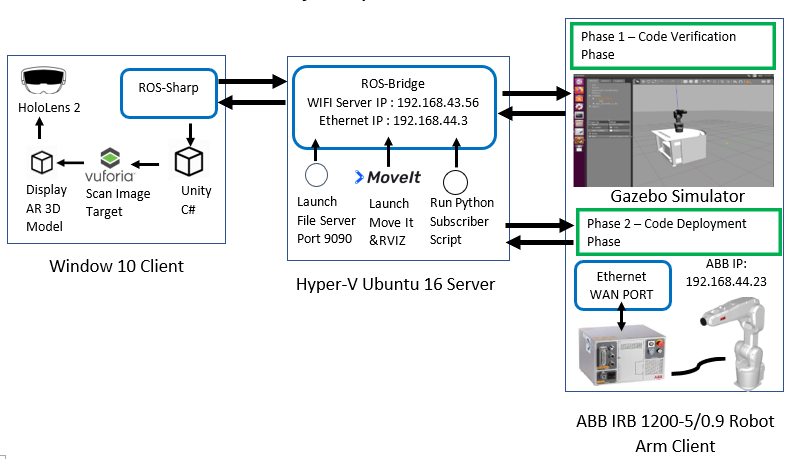 HoloLens 2
ROS-Sharp
Display
AR 3D
Model
vuforia
Scan Image
Target
Unity
C#
Window 10 Client
ROS-Bridge
WIFI Server IP : 192.168.43.56
Ethernet IP : 192.168.44.3
Launch
File Server
Port 9090
MoveIt
Launch
Move It
&RVIZ
Run Python
Subscriber
Script
Hyper-V Ubuntu 16 Server
Phase 1 – Code Verification
Phase
Gazebo Simulator
Phase 2 – Code Deployment
Phase
Ethernet
WAN PORT
ABB IP:
192.168.44.23
ABB
ABB IRB 1200-5/0.9 Robot
Arm Client